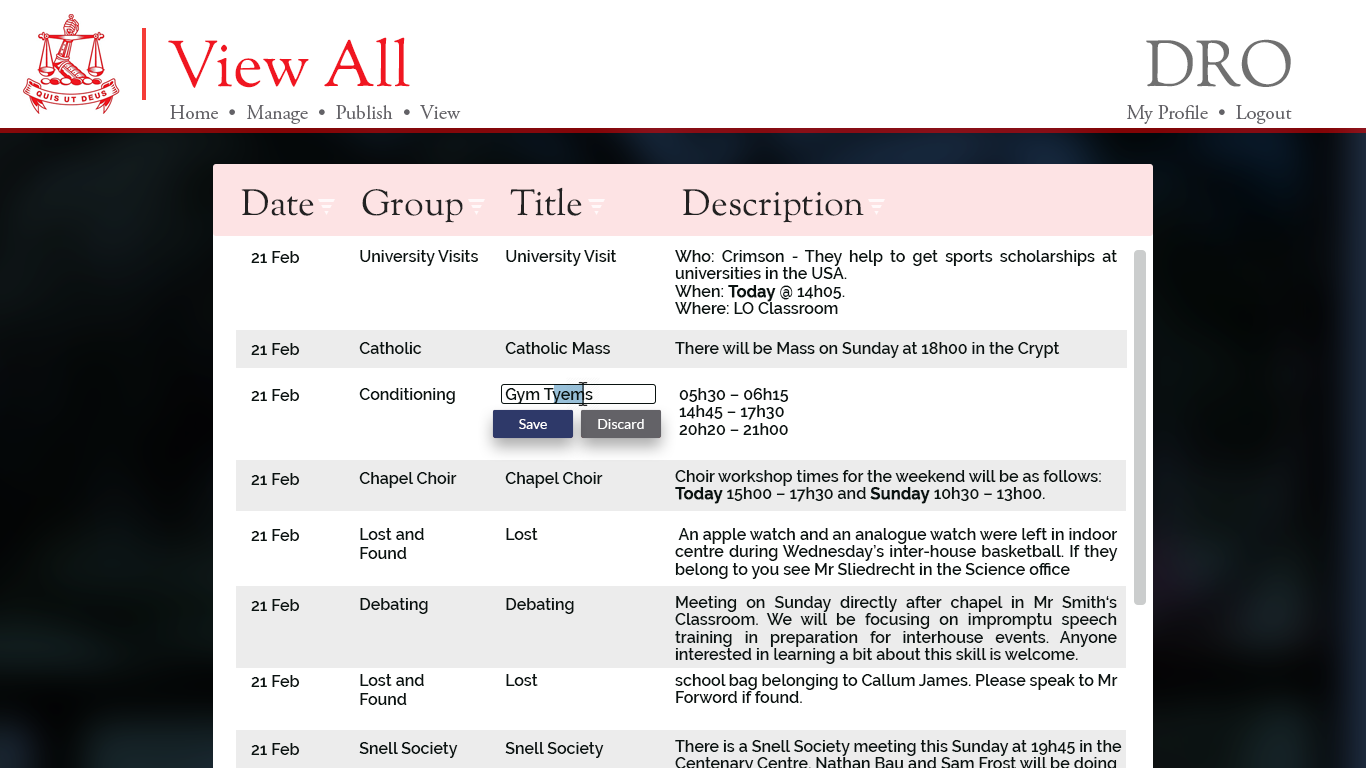 QUIS UT DEUS
View All
DRO
Home • Manage • Publish • View
My Profile • Logout
Date Group Title Description
21 Feb University Visits University Visit Who: Crimson - They help to get sports scholarships at
universities in the USA.
When: Today @ 14h05.
Where: LO Classroom
21 Feb Catholic Catholic Mass There will be Mass on Sunday at 18h00 in the Crypt
21 Feb Conditioning Gym Tyems 05h30 – 06h15
14h45 – 17h30
20h20 – 21h00
Save Discard
21 Feb Chapel Choir Chapel Choir Choir workshop times for the weekend will be as follows:
Today 15h00 – 17h30 and Sunday 10h30 – 13h00.
21 Feb Lost and Found Lost An apple watch and an analogue watch were left in indoor
centre during Wednesday's inter-house basketball. If they
belong to you see Mr Sliedrecht in the Science office
21 Feb Debating Debating Meeting on Sunday directly after chapel in Mr Smith's
Classroom. We will be focusing on impromptu speech
training in preparation for interhouse events. Anyone
interested in learning a bit about this skill is welcome.
21 Feb Lost and Found Lost school bag belonging to Callum James. Please speak to Mr
Forword if found.
21 Feb Snell Society Snell Society There is a Snell Society meeting this Sunday at 19h45 in the
Centenary Centre. Nathan Bau and Sam Frost will be doing